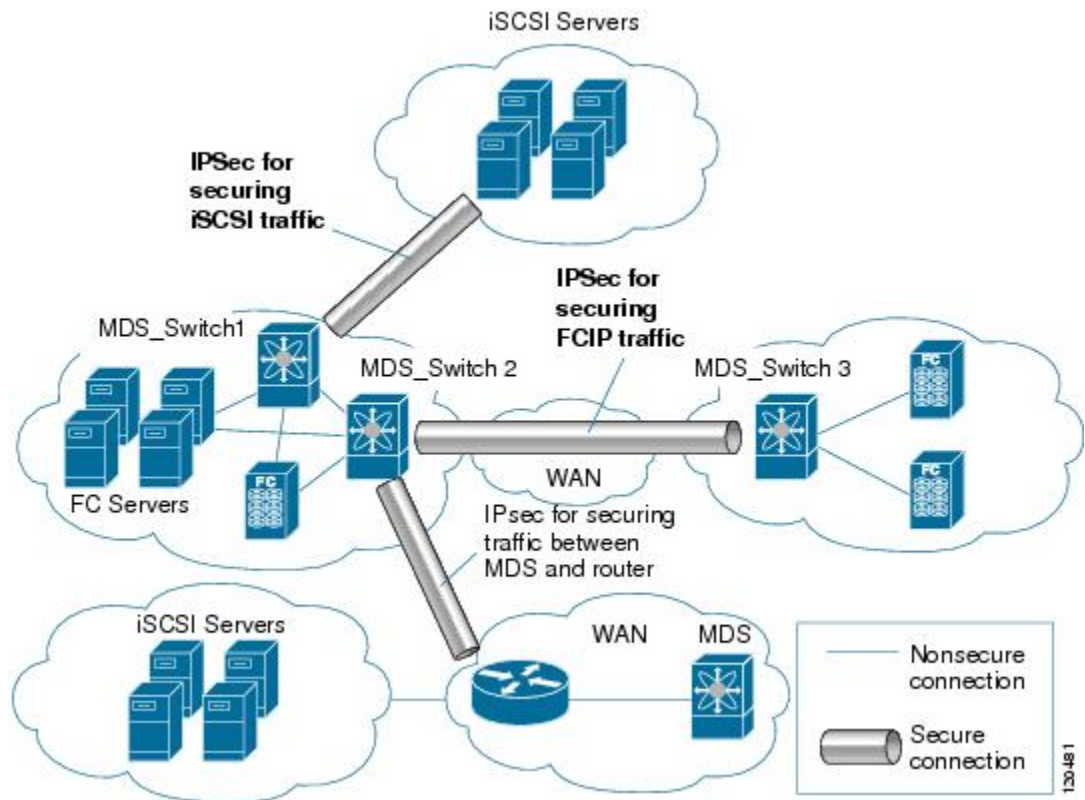 iSCSI Servers
IPSec for
securing
iSCSI traffic
IPSec for
securing
FCIP traffic
MDS_Switch1
MDS_Switch 2
MDS_Switch 3
FC
FC
FC
FC Servers
WAN
IPsec for securing
traffic between
MDS and router
iSCSI Servers
WAN
MDS
Nonsecure
connection
Secure
connection
120481